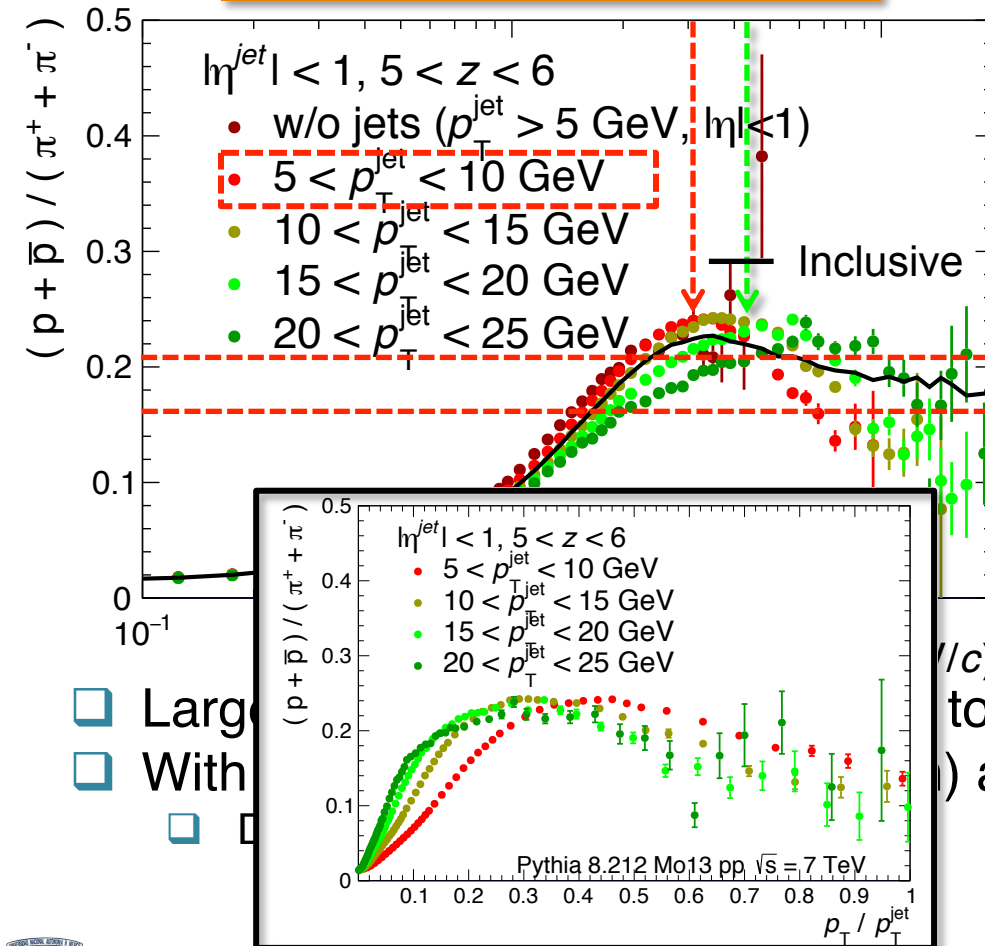 0.5
( p + p̅ ) / ( π⁺ + π⁻ )
|ηʲᵉᵗ| < 1, 5 < z < 6
w/o jets (p_T^jet > 5 GeV, |η|<1)
0.4
5 < p_T^jet < 10 GeV
10 < p_T^jet < 15 GeV
0.3
Inclusive
15 < p_T^jet < 20 GeV
20 < p_T^jet < 25 GeV
0.2
0.1
0
10⁻¹
/c)
0.5
( p + p̅ ) / ( π⁺ + π⁻ )
|ηʲᵉᵗ| < 1, 5 < z < 6
5 < p_T^jet < 10 GeV
0.4
10 < p_T^jet < 15 GeV
15 < p_T^jet < 20 GeV
0.3
20 < p_T^jet < 25 GeV
0.2
0.1
Pythia 8.212 Mo13 pp √s = 7 TeV
0
0.1 0.2 0.3 0.4 0.5 0.6 0.7 0.8 0.9 1
p_T / p_T^jet
Larg to
With ) a